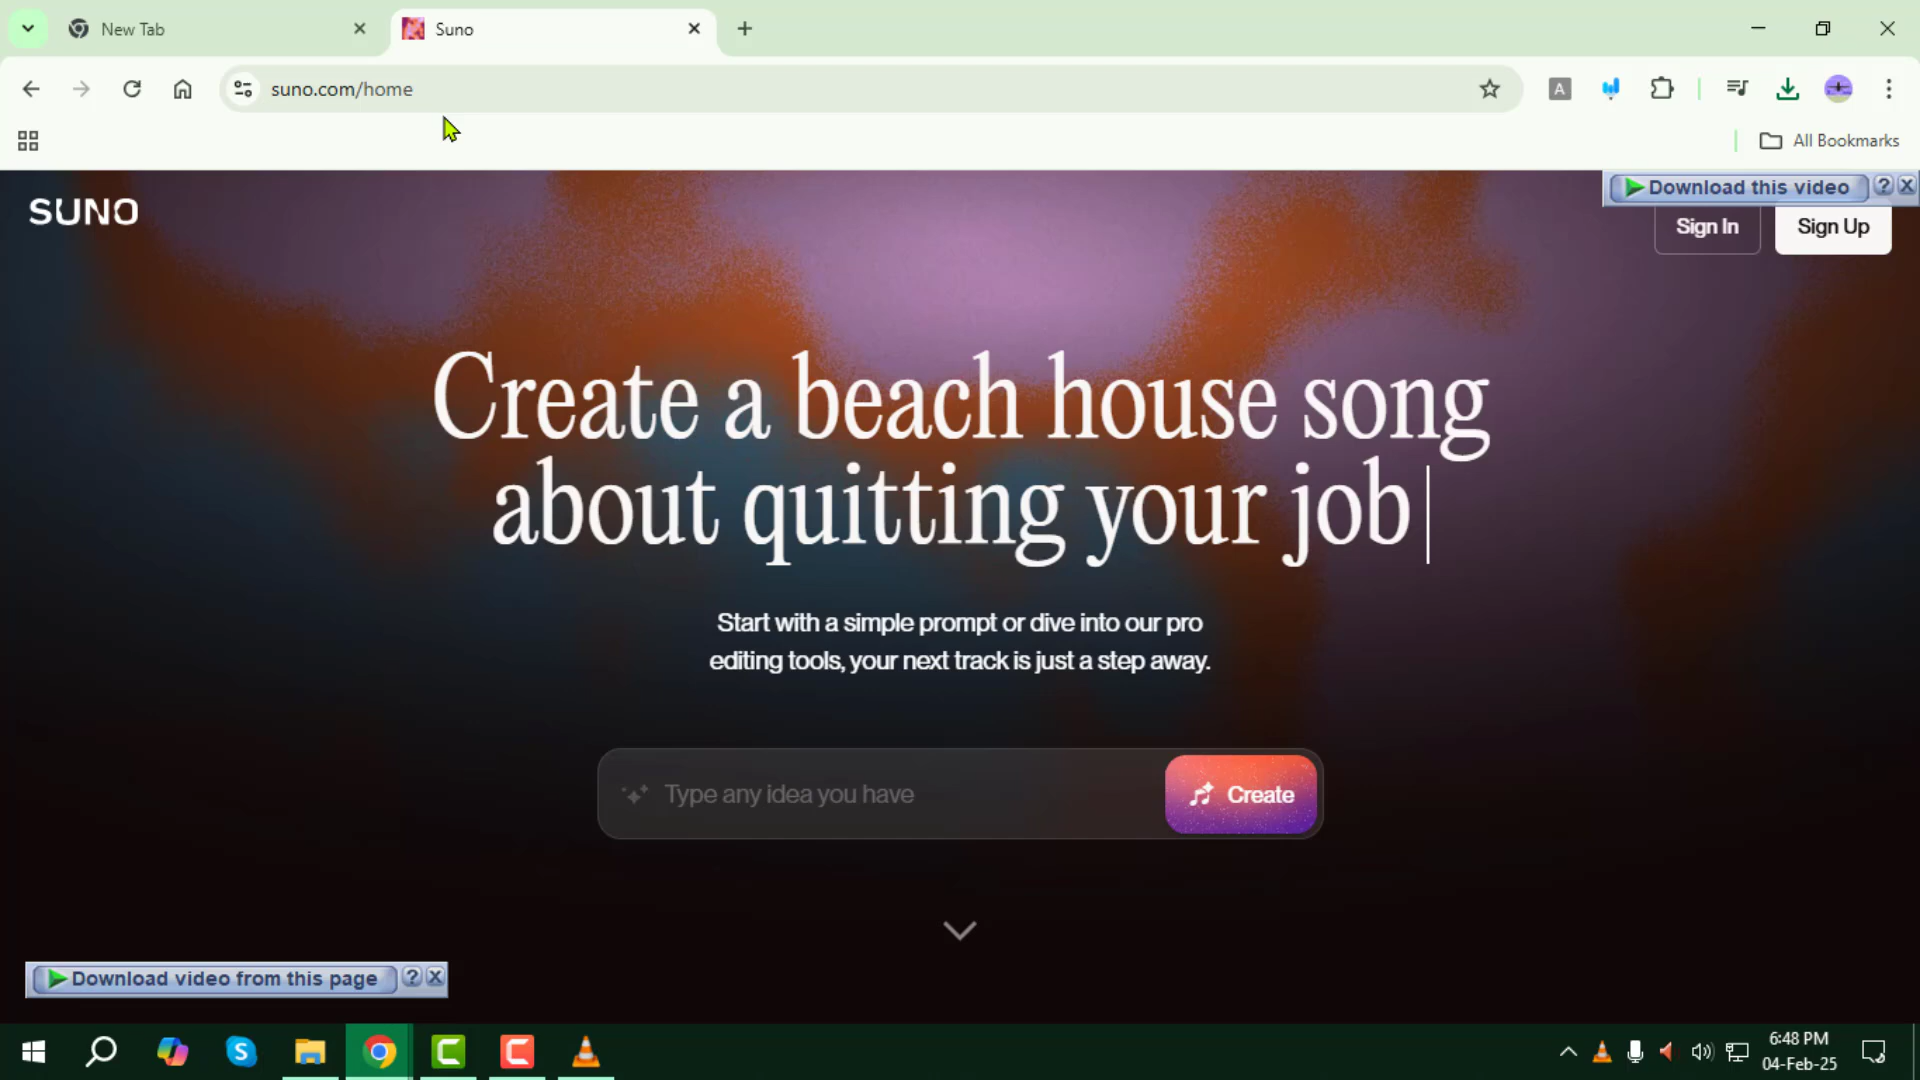 New Tab
Suno
suno.com/home
A
All Bookmarks
SUNO
Download this video ? X
Sign In
Sign Up
Create a beach house song
about quitting your job
Start with a simple prompt or dive into our pro
editing tools, your next track is just a step away.
Type any idea you have
Create
Download video from this page ? X
6:48 PM
04-Feb-25